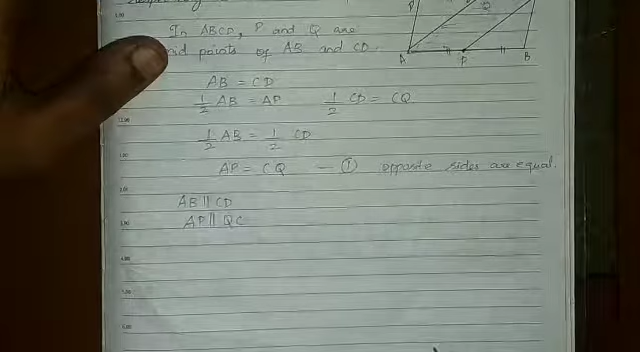 In ABCD, P and Q are
points of AB and CD.
D
Q
A
P
B
AB = CD
1/2 AB = AP 1/2 CD = CQ
1/2 AB = 1/2 CD
AP = CQ — ① opposite sides are equal.
AB || CD
AP || QC